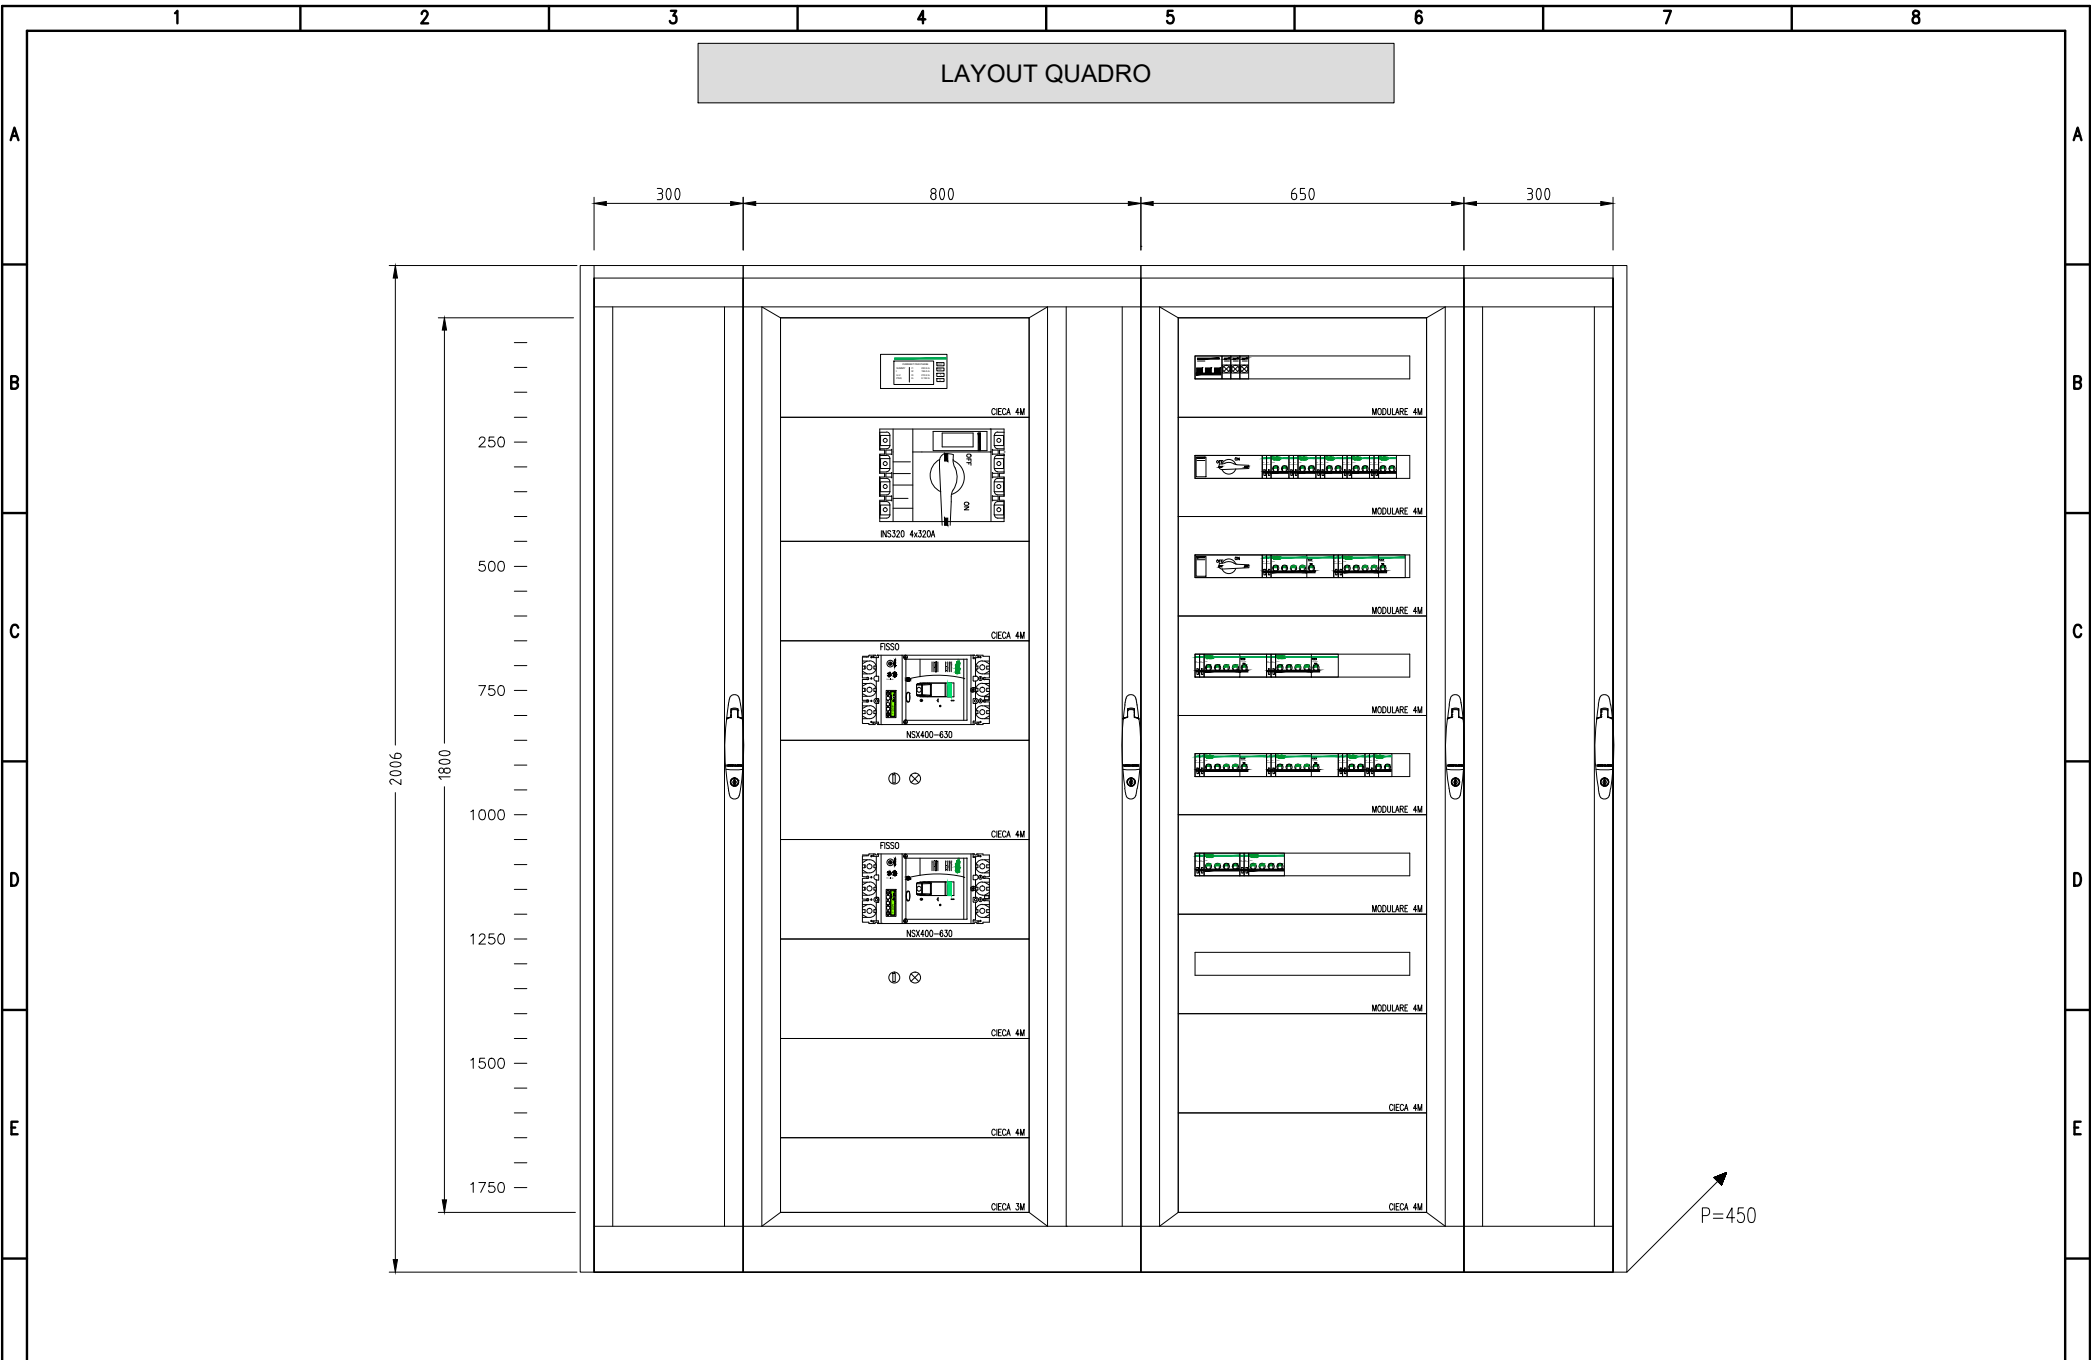 1 2 3 4 5 6 7 8
LAYOUT QUADRO
A A
300 800 650 300
B B
CIECA 4M MODULARE 4M
250
OFF
ON
INS320 4x320A
MODULARE 4M
500
MODULARE 4M
CIECA 4M
C C
FISSO
750
MODULARE 4M
NSX400-630
2006
1800
1000
MODULARE 4M
CIECA 4M
FISSO
D D
MODULARE 4M
NSX400-630
1250
MODULARE 4M
CIECA 4M
1500
CIECA 4M
E E
CIECA 4M
1750
CIECA 3M CIECA 4M
P=450